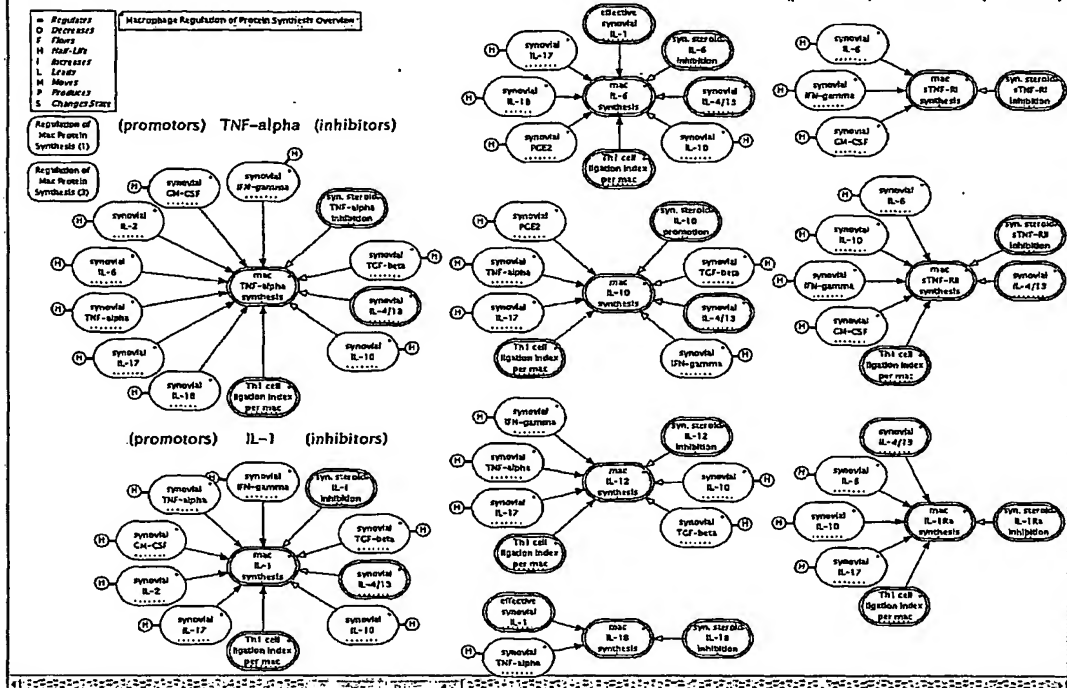 Macrophage Regulation of Protein Synthesis Overview
= Regulates
O Decreases
F Flows
H Half-Life
I Increases
L Leads
M Moves
P Produces
S Changes State
Regulation of
Mac Protein
Synthesis (1)
Regulation of
Mac Protein
Synthesis (2)
(promotors) TNF-alpha (inhibitors)
H
synovial
GM-CSF
H
synovial
IFN-gamma
syn. steroid
TNF-alpha
inhibition
H
synovial
IL-2
H
synovial
IL-6
mac
TNF-alpha
synthesis
synovial
TGF-beta
H
H
synovial
TNF-alpha
synovial
IL-4/13
H
synovial
IL-17
H
synovial
IL-18
Th1 cell
ligation index
per mac
synovial
IL-10
H
(promotors) IL-1 (inhibitors)
H
synovial
TNF-alpha
H
synovial
IFN-gamma
syn. steroid
IL-1
inhibition
H
synovial
GM-CSF
mac
IL-1
synthesis
synovial
TGF-beta
H
H
synovial
IL-2
synovial
IL-4/13
H
synovial
IL-17
Th1 cell
ligation index
per mac
synovial
IL-10
H
effective
synovial
IL-1
H
synovial
IL-17
syn. steroid
IL-6
inhibition
H
synovial
IL-18
mac
IL-6
synthesis
synovial
IL-4/13
H
synovial
PGE2
Th1 cell
ligation index
per mac
synovial
IL-10
H
H
synovial
PGE2
syn. steroid
IL-10
promotion
H
synovial
TNF-alpha
mac
IL-10
synthesis
synovial
TGF-beta
H
H
synovial
IL-17
synovial
IL-4/13
Th1 cell
ligation index
per mac
synovial
IFN-gamma
H
H
synovial
IFN-gamma
syn. steroid
IL-12
inhibition
H
synovial
TNF-alpha
mac
IL-12
synthesis
synovial
IL-10
H
H
synovial
IL-17
synovial
TGF-beta
H
Th1 cell
ligation index
per mac
effective
synovial
IL-1
mac
IL-18
synthesis
syn. steroid
IL-18
inhibition
H
synovial
TNF-alpha
H
synovial
IL-6
H
synovial
IFN-gamma
mac
sTNF-RI
synthesis
syn. steroid
sTNF-RI
inhibition
H
synovial
GM-CSF
H
synovial
IL-6
H
synovial
IL-10
syn. steroid
sTNF-RII
inhibition
H
synovial
IFN-gamma
mac
sTNF-RII
synthesis
synovial
IL-4/13
H
synovial
GM-CSF
Th1 cell
ligation index
per mac
synovial
IL-4/13
H
synovial
IL-6
H
synovial
IL-10
mac
IL-1Ra
synthesis
syn. steroid
IL-1Ra
inhibition
H
synovial
IL-17
Th1 cell
ligation index
per mac